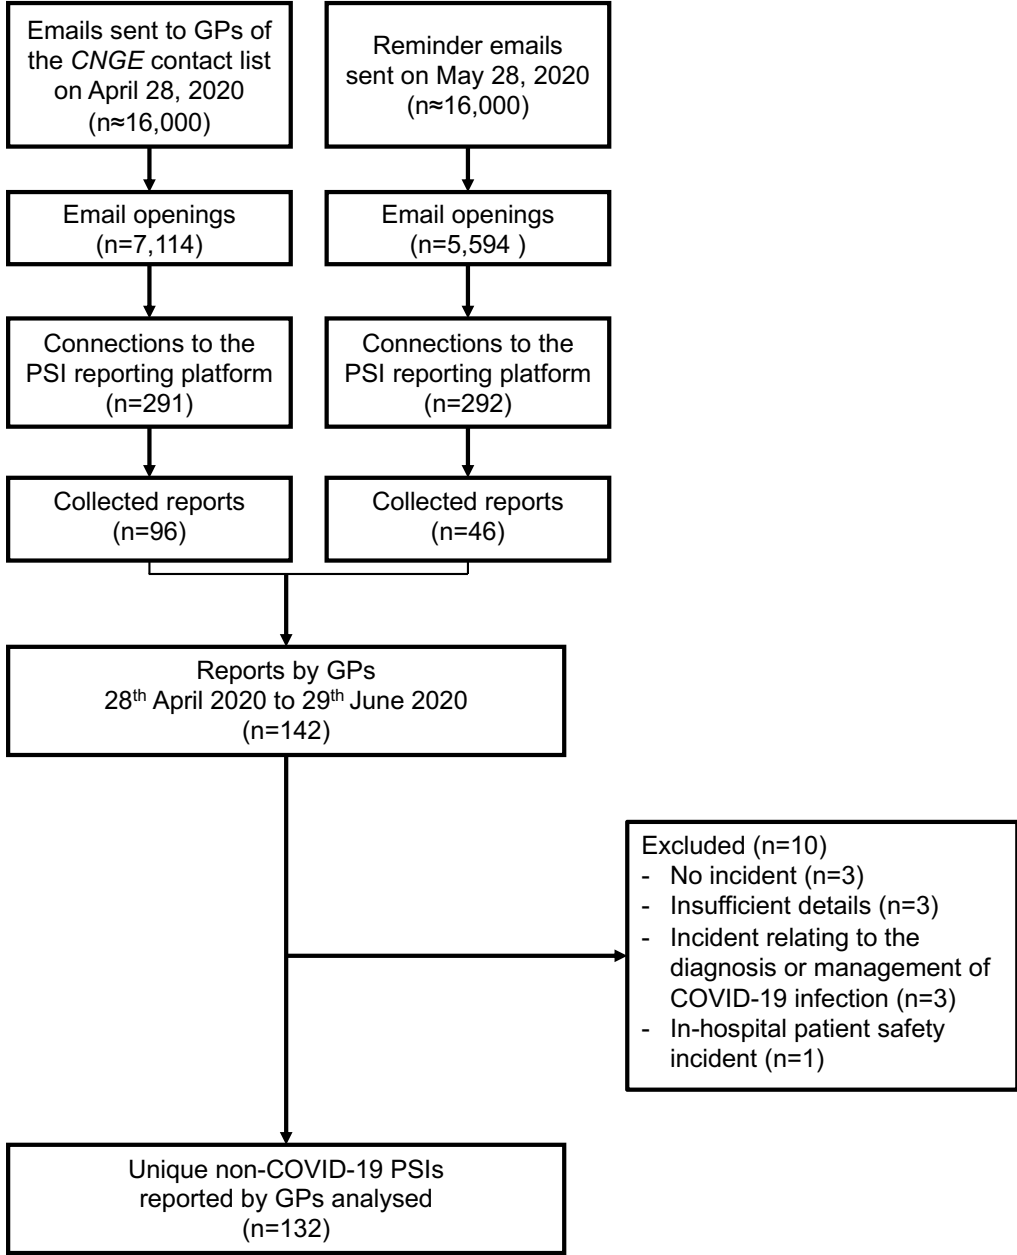 Emails sent to GPs of
the CNGE contact list
on April 28, 2020
(n≈16,000)
Reminder emails
sent on May 28, 2020
(n≈16,000)
Email openings
(n=7,114)
Email openings
(n=5,594 )
Connections to the
PSI reporting platform
(n=291)
Connections to the
PSI reporting platform
(n=292)
Collected reports
(n=96)
Collected reports
(n=46)
Reports by GPs
28th April 2020 to 29th June 2020
(n=142)
Excluded (n=10)
- No incident (n=3)
- Insufficient details (n=3)
- Incident relating to the
diagnosis or management of
COVID-19 infection (n=3)
- In-hospital patient safety
incident (n=1)
Unique non-COVID-19 PSIs
reported by GPs analysed
(n=132)